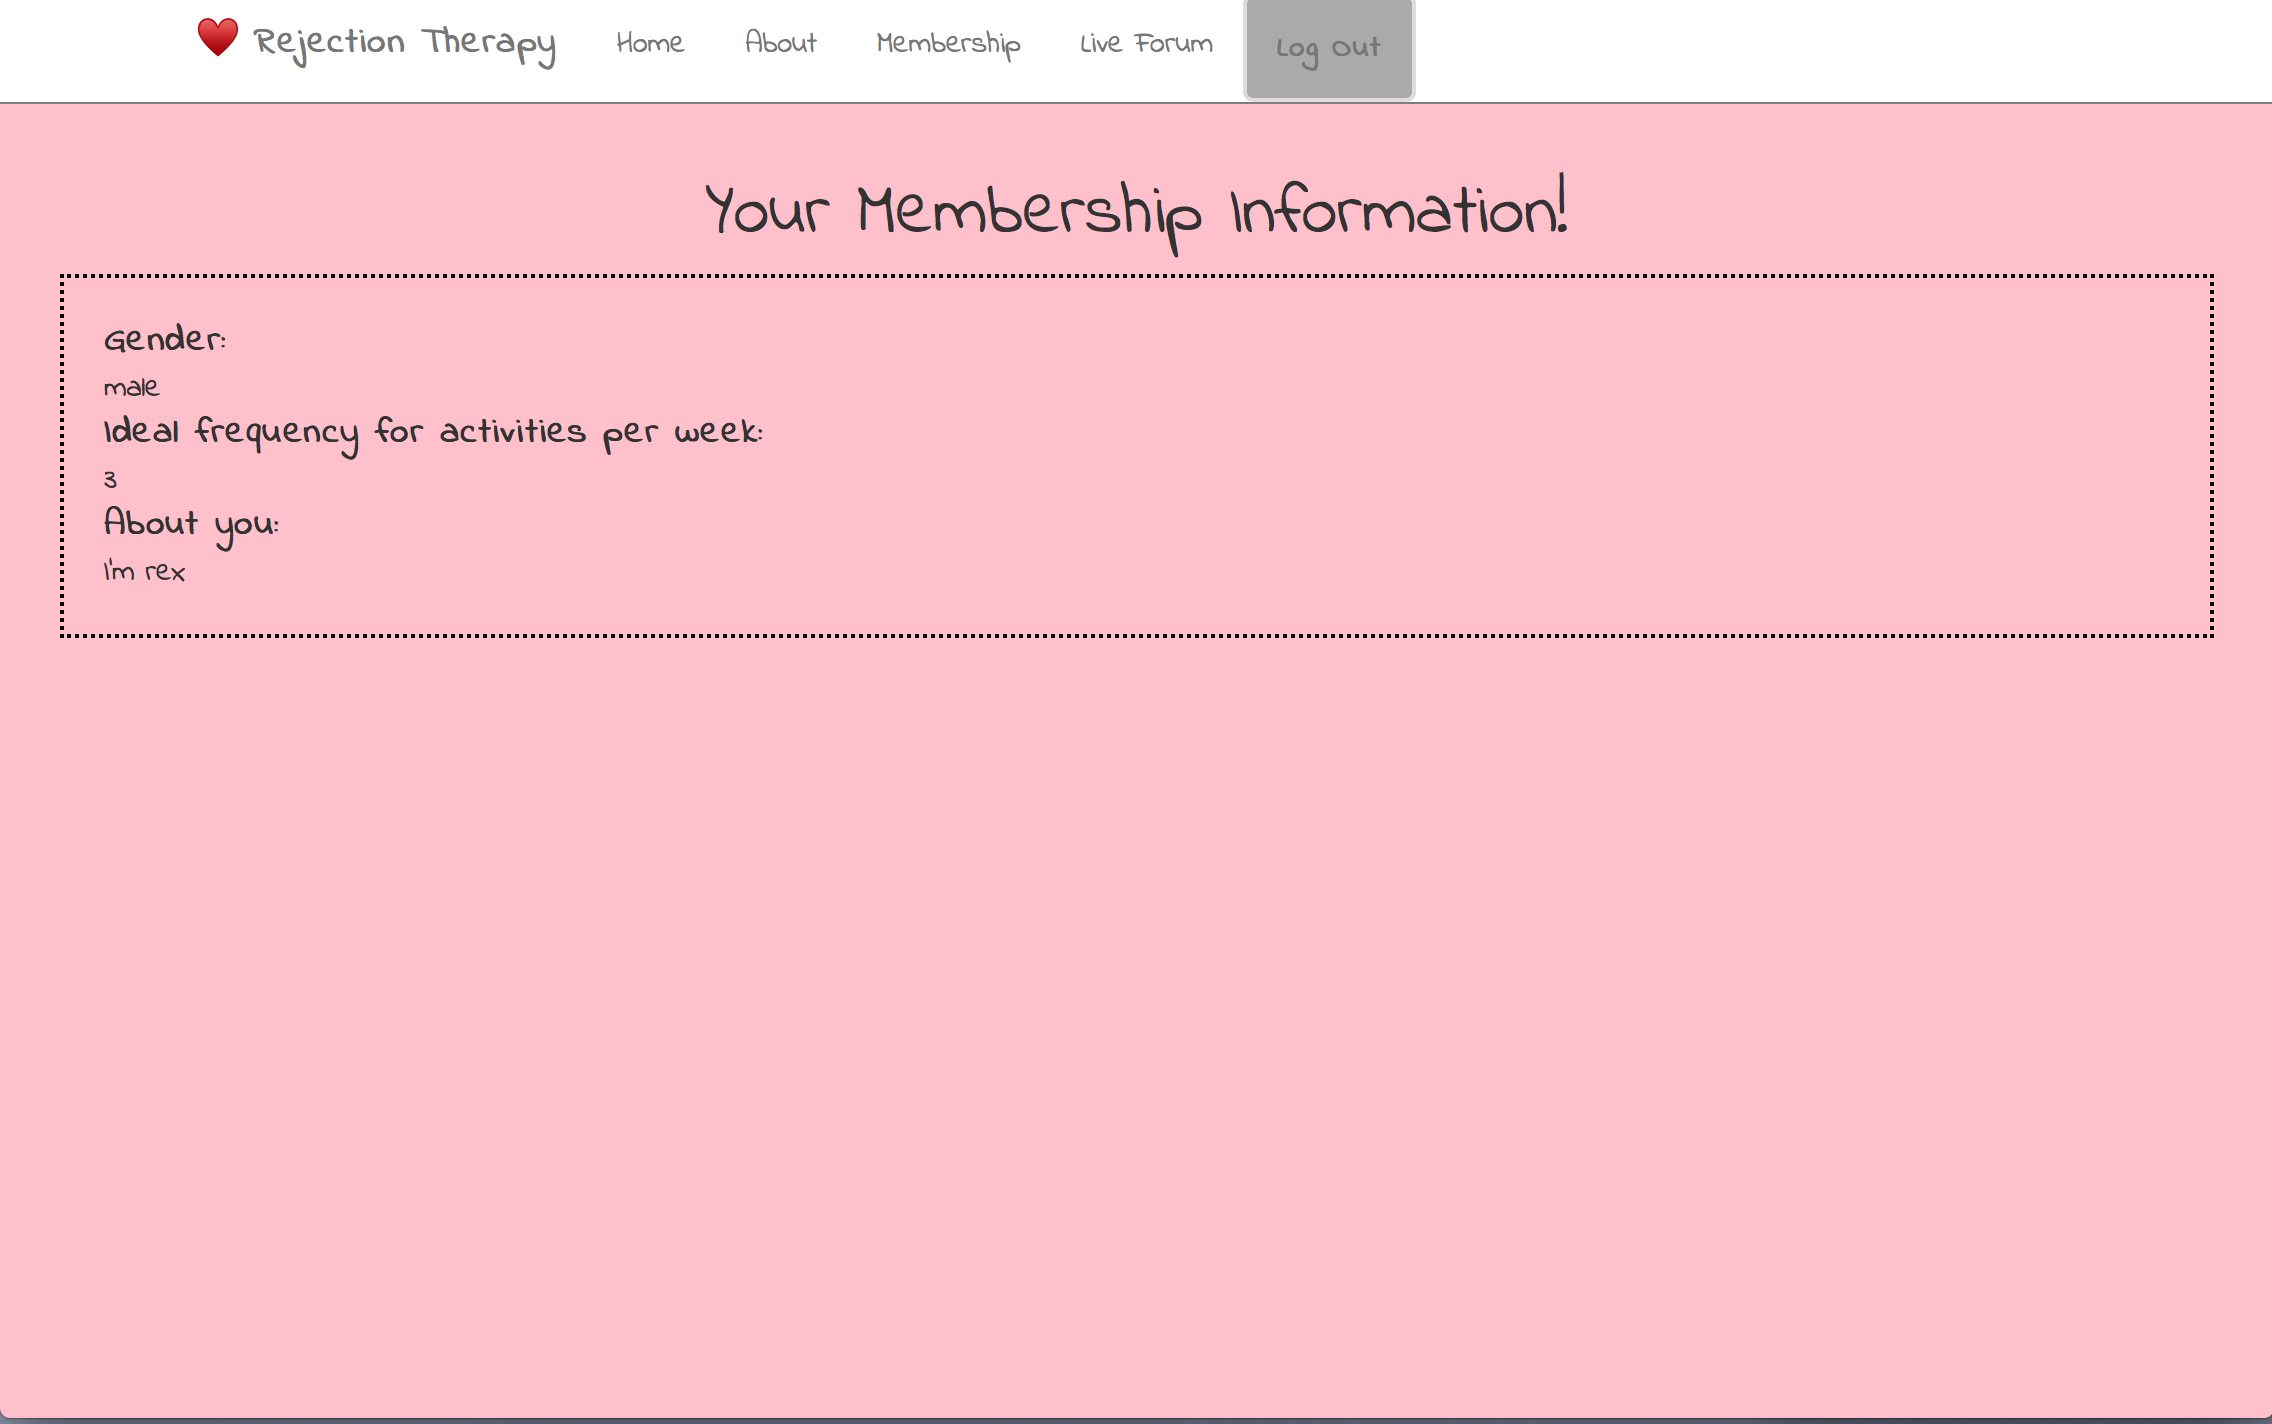 Rejection Therapy Home About Membership Live Forum Log Out
Your Membership Information!
Gender:
male
Ideal frequency for activities per week:
3
About you:
I'm rex